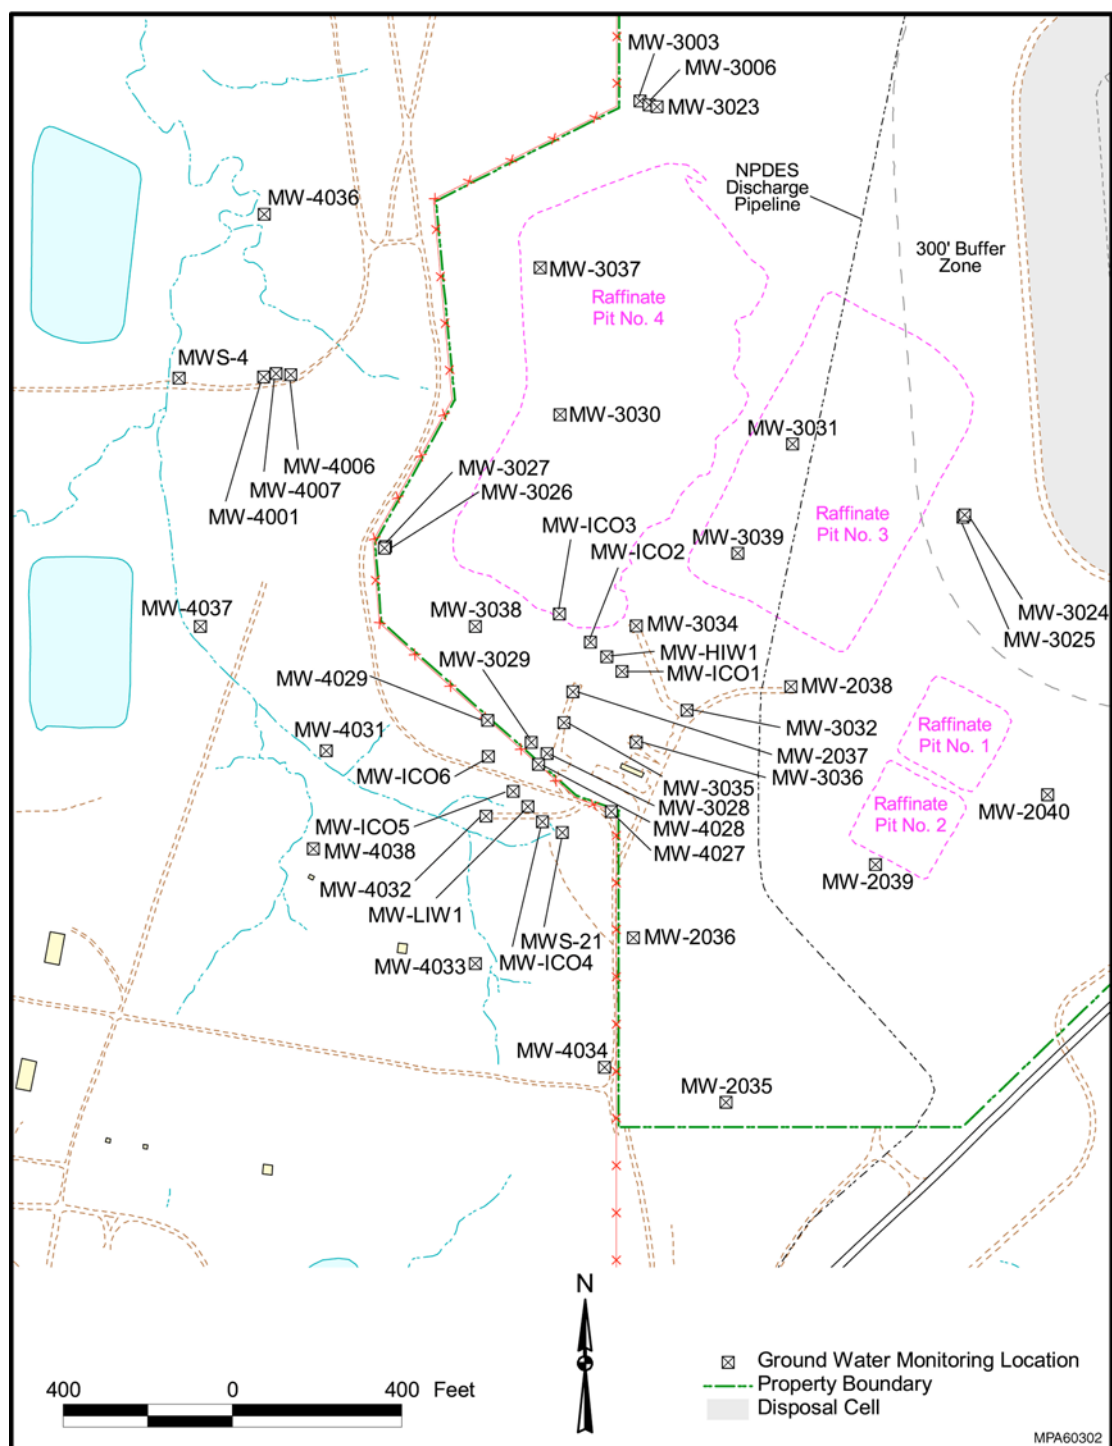 MW-3003
MW-3006
MW-3023
NPDES
Discharge
Pipeline
MW-4036
300' Buffer
Zone
MW-3037
Raffinate
Pit No. 4
MWS-4
MW-3030
MW-3031
MW-4006
MW-4007
MW-4001
MW-3027
MW-3026
MW-ICO3
MW-ICO2
Raffinate
Pit No. 3
MW-3039
MW-4037
MW-3038
MW-3034
MW-3024
MW-3025
MW-3029
MW-HIW1
MW-ICO1
MW-4029
MW-2038
MW-4031
MW-3032
Raffinate
Pit No. 1
MW-2037
MW-ICO6
MW-3036
MW-3035
MW-3028
Raffinate
Pit No. 2
MW-2040
MW-ICO5
MW-4028
MW-4038
MW-4027
MW-4032
MW-2039
MW-LIW1
MWS-21
MW-2036
MW-4033
MW-ICO4
MW-4034
MW-2035
N
400 0 400 Feet
Ground Water Monitoring Location
Property Boundary
Disposal Cell
MPA60302